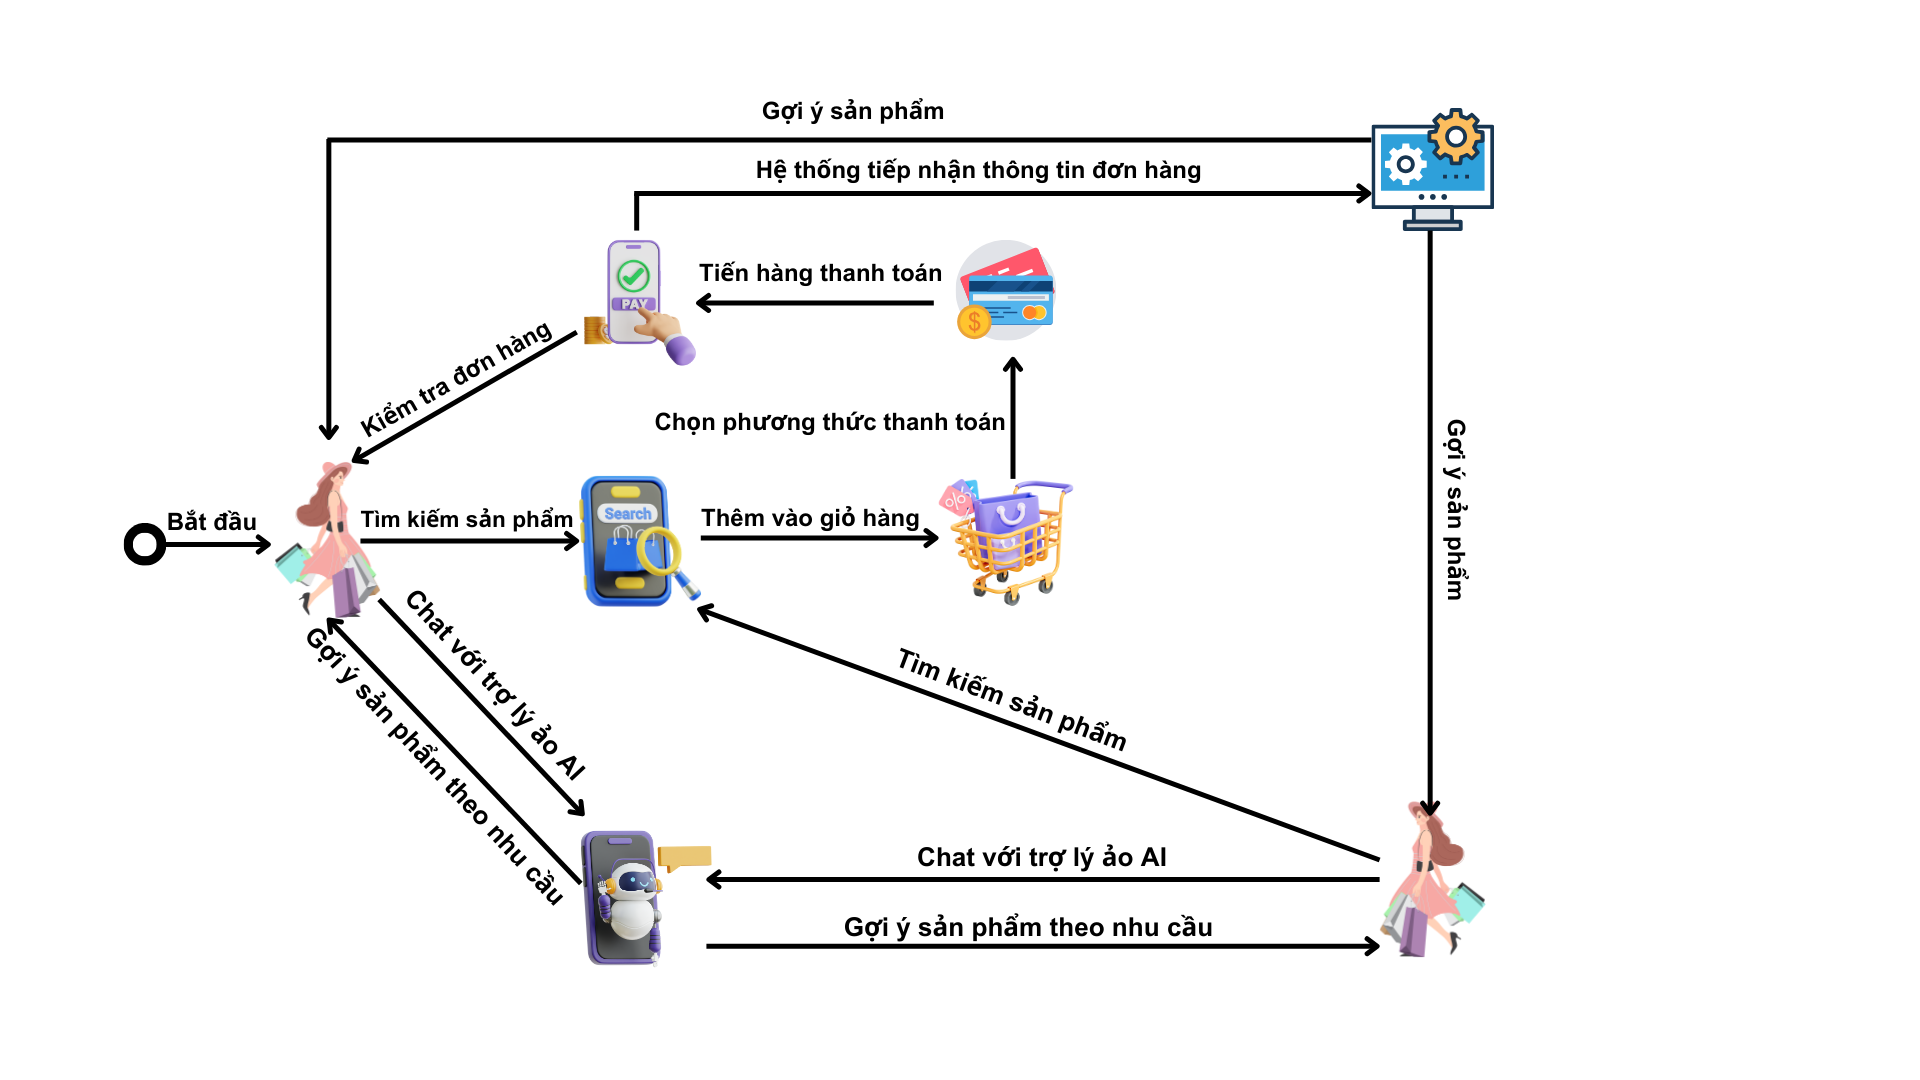 Gợi ý sản phẩm
Hệ thống tiếp nhận thông tin đơn hàng
Tiến hàng thanh toán
PAY
Kiểm tra đơn hàng
Chọn phương thức thanh toán
Gợi ý sản phẩm
Bắt đầu
Tìm kiếm sản phẩm
Search
Thêm vào giỏ hàng
%
$
Chat với trợ lý ảo AI
Gợi ý sản phẩm theo nhu cầu
Tìm kiếm sản phẩm
Chat với trợ lý ảo AI
Gợi ý sản phẩm theo nhu cầu